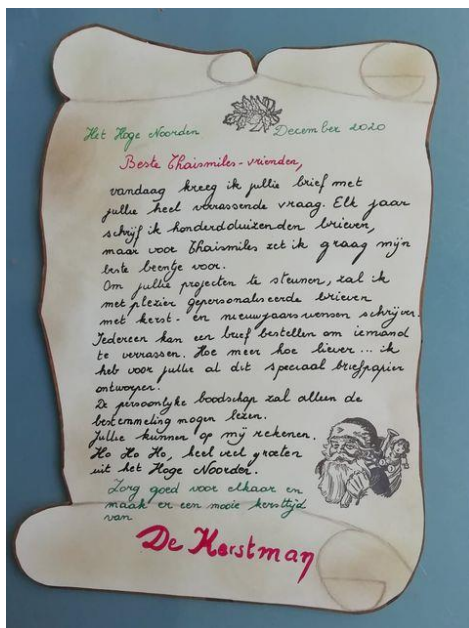 Het Hoge Noorden December 2020
Beste Thaismiles-vrienden,
vandaag kreeg ik jullie brief met
jullie heel verrassende vraag. Elk jaar
schrijf ik honderdduizenden brieven,
maar voor Thaismiles zet ik graag mijn
beste beentje voor.
Om jullie projecten te steunen, zal ik
met plezier gepersonaliseerde brieven
met kerst- en nieuwjaarswensen schrijven.
Iedereen kan een brief bestellen om iemand
te verrassen. Hoe meer hoe liever... ik
heb voor jullie al dit speciaal briefpapier
ontworpen.
De persoonlijke boodschap zal alleen de
bestemmeling mogen lezen.
Jullie kunnen op mij rekenen.
Ho Ho Ho, heel veel groeten
uit het Hoge Noorden.
Zorg goed voor elkaar en
maak er een mooie kersttijd
van
De Kerstman